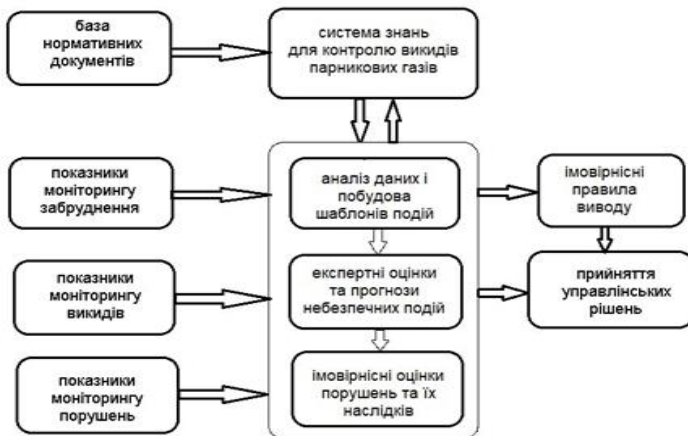 база
нормативних
документів
система знань
для контролю викидів
парникових газів
показники
моніторингу
забруднення
аналіз даних і
побудова
шаблонів подій
імовірнісні
правила
виводу
показники
моніторингу
викидів
експертні оцінки
та прогнози
небезпечних подій
прийняття
управлінських
рішень
показники
моніторингу
порушень
імовірнісні оцінки
порушень та їх
наслідків